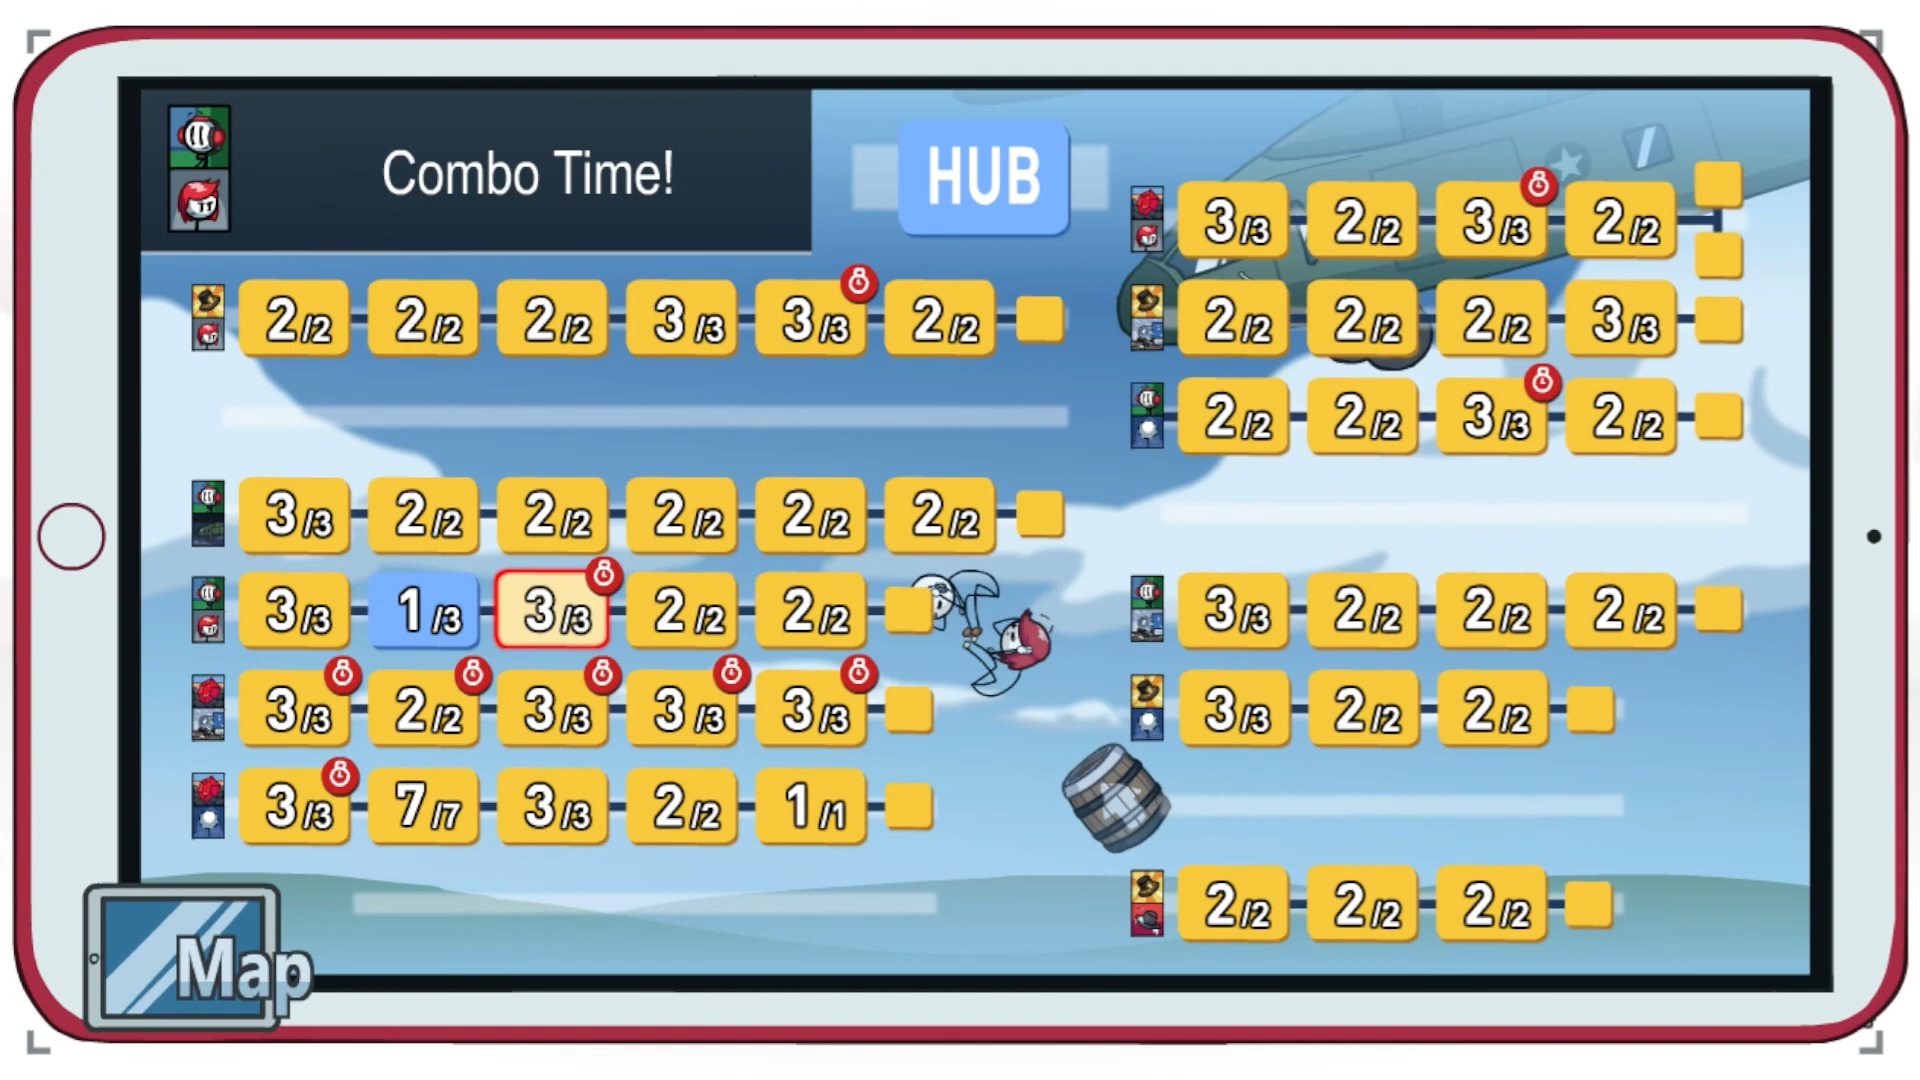 Combo Time!
HUB
3/3 2/2 3/3 2/2
2/2 2/2 2/2 3/3 3/3 2/2
2/2 2/2 2/2 3/3
2/2 2/2 3/3 2/2
3/3 2/2 2/2 2/2 2/2 2/2
3/3 1/3 3/3 2/2 2/2
3/3 2/2 2/2 2/2
3/3 2/2 3/3 3/3 3/3
3/3 2/2 2/2
3/3 7/7 3/3 2/2 1/1
2/2 2/2 2/2
Map